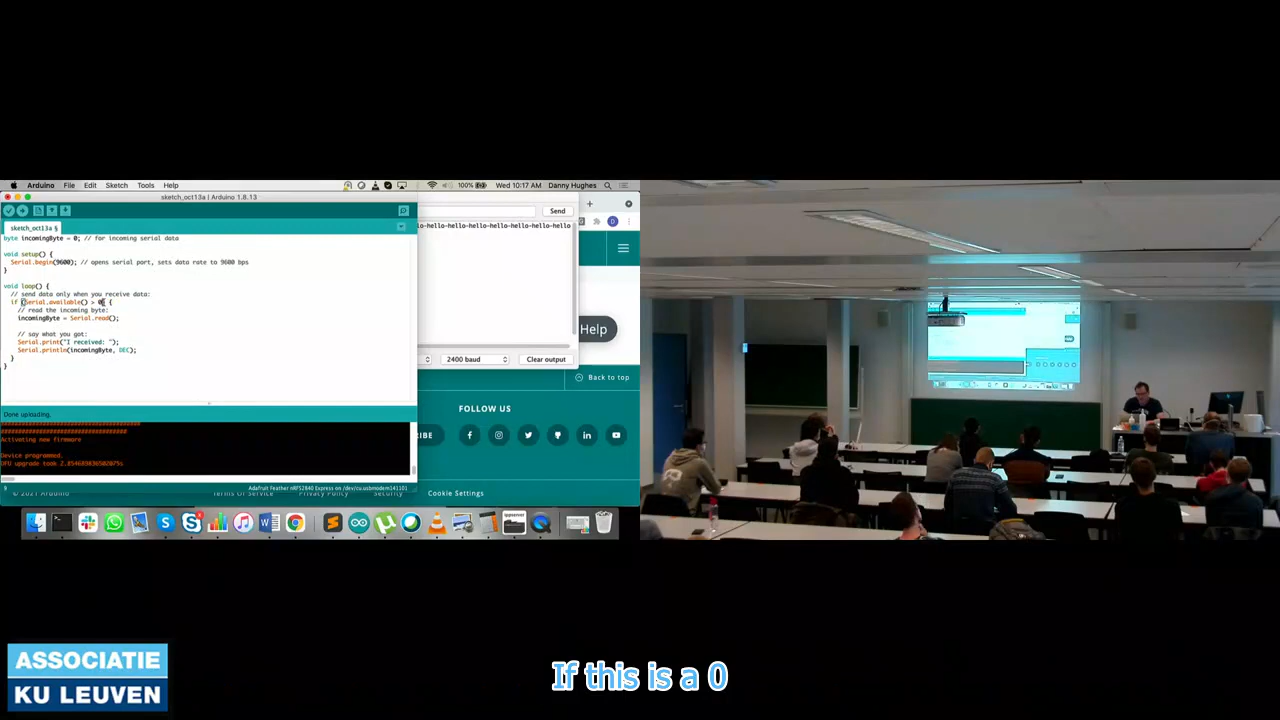 Arduino File Edit Sketch Tools Help
100%
Wed 10:17 AM Danny Hughes
sketch_oct13a | Arduino 1.8.13
Send
sketch_oct13a §
-hello-hello-hello-hello-hello-hello-hello-hello
byte incomingByte = 0; // for incoming serial data
void setup() {
Serial.begin(9600); // opens serial port, sets data rate to 9600 bps
}
void loop() {
// send data only when you receive data:
if (Serial.available() > 0) {
// read the incoming byte:
incomingByte = Serial.read();
// say what you got:
Serial.print("I received: ");
Serial.println(incomingByte, DEC);
}
}
Help
2400 baud
Clear output
Back to top
FOLLOW US
Done uploading.
Activating new firmware
Device programmed.
Cookie Settings
ASSOCIATIE
KU LEUVEN
If this is a 0